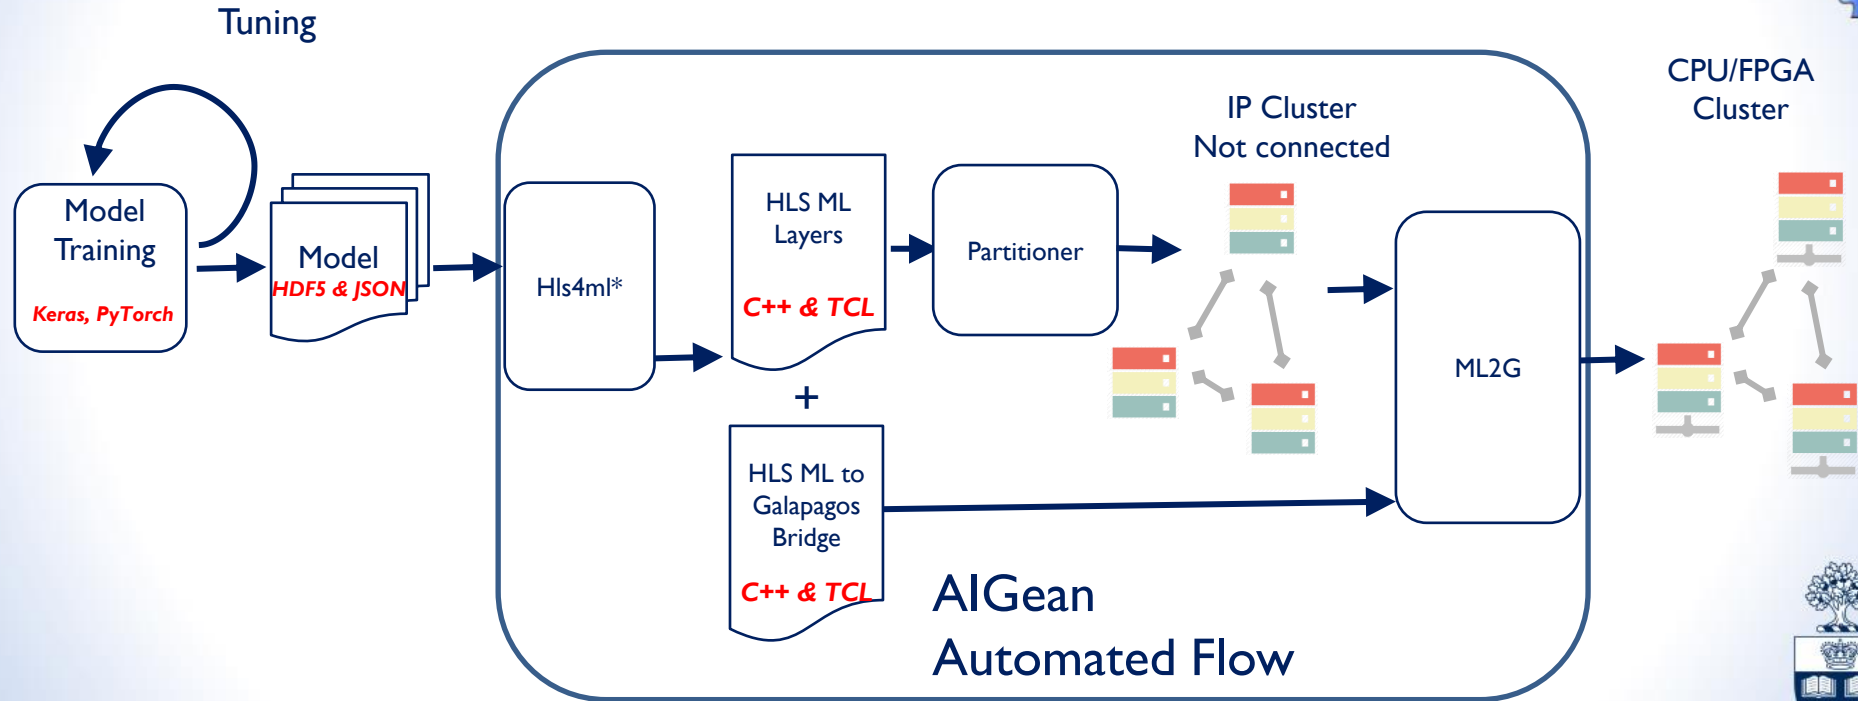 Tuning
Model
Training
Keras, PyTorch
Model
HDF5 & JSON
Hls4ml*
HLS ML
Layers
C++ & TCL
+
HLS ML to
Galapagos
Bridge
C++ & TCL
Partitioner
IP Cluster
Not connected
ML2G
AIGean
Automated Flow
CPU/FPGA
Cluster